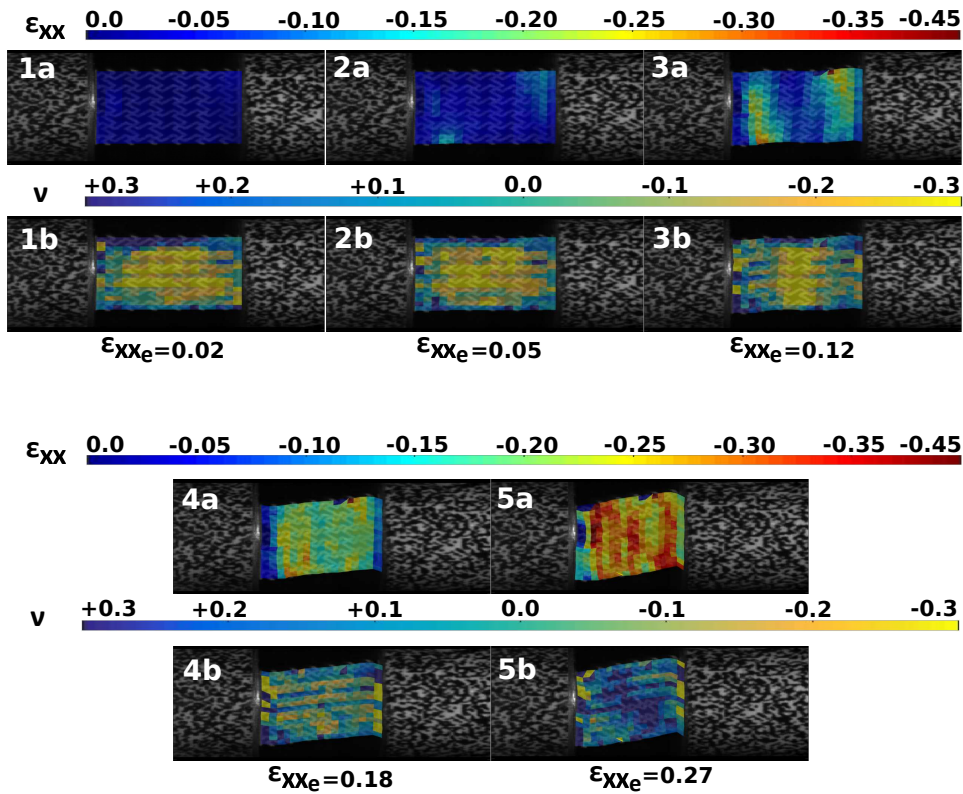 εxx 0.0 -0.05 -0.10 -0.15 -0.20 -0.25 -0.30 -0.35 -0.45
1a 2a 3a
ν +0.3 +0.2 +0.1 0.0 -0.1 -0.2 -0.3
1b 2b 3b
εxxe=0.02 εxxe=0.05 εxxe=0.12
εxx 0.0 -0.05 -0.10 -0.15 -0.20 -0.25 -0.30 -0.35 -0.45
4a 5a
ν +0.3 +0.2 +0.1 0.0 -0.1 -0.2 -0.3
4b 5b
εxxe=0.18 εxxe=0.27